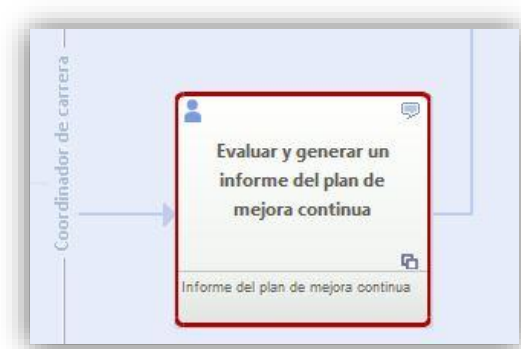 Coordinador de carrera
Evaluar y generar un
informe del plan de
mejora continua
Informe del plan de mejora continua